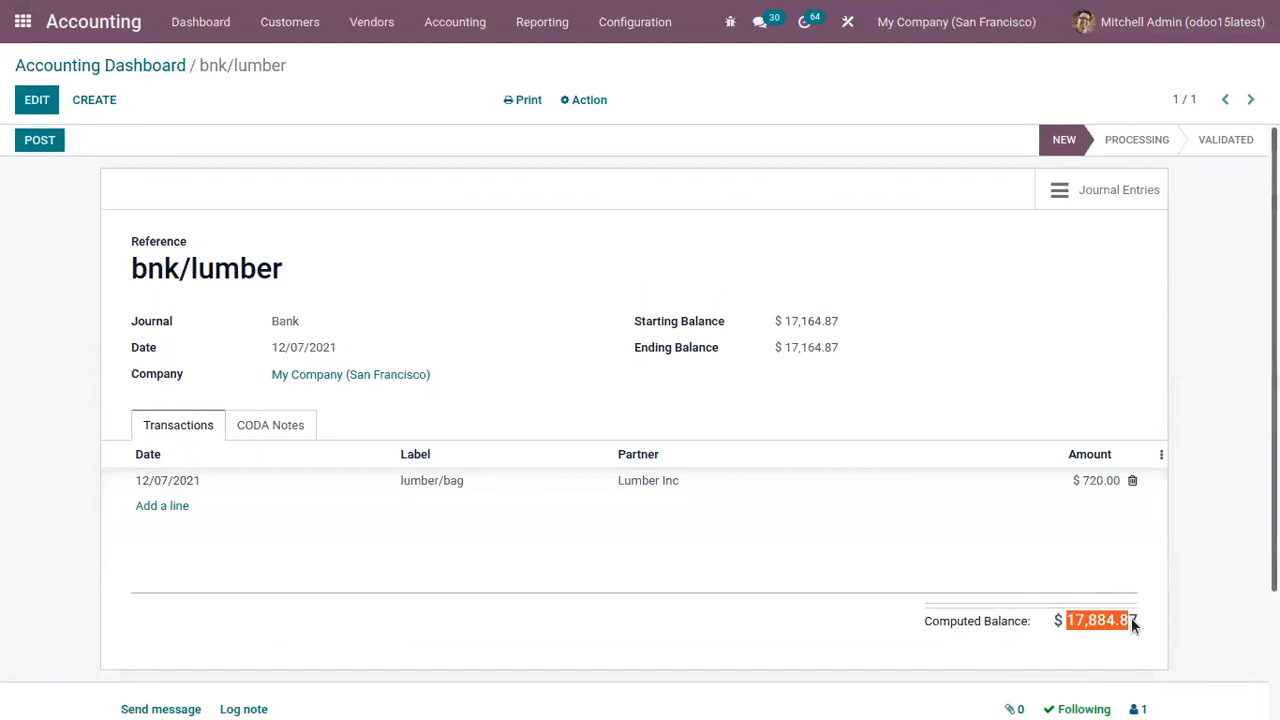 Accounting Dashboard Customers Vendors Accounting Reporting Configuration 30 64 My Company (San Francisco) Mitchell Admin (odoo15latest)
Accounting Dashboard / bnk/lumber
EDIT CREATE Print Action 1 / 1
POST NEW PROCESSING VALIDATED
Journal Entries
Reference
bnk/lumber
Journal Bank Starting Balance $ 17,164.87
Date 12/07/2021 Ending Balance $ 17,164.87
Company My Company (San Francisco)
Transactions CODA Notes
Date Label Partner Amount
12/07/2021 lumber/bag Lumber Inc $ 720.00
Add a line
Computed Balance: $ 17,884.87
Send message Log note 0 Following 1